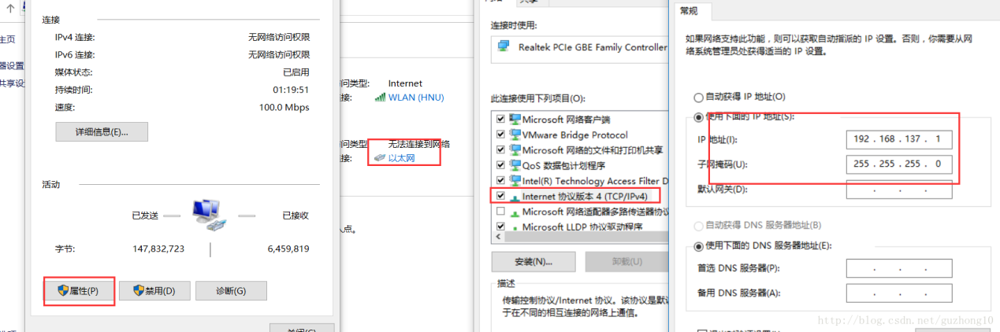 主页
器设置
共享设
连接
IPv4 连接:
无网络访问权限
IPv6 连接:
无网络访问权限
媒体状态:
已启用
持续时间:
01:19:51
速度:
100.0 Mbps
详细信息(E)...
活动
已发送
已接收
字节:
147,832,723
6,459,819
属性(P)
禁用(D)
诊断(G)
关闭(C)
问类型:
Internet
接:
WLAN (HNU)
问类型
无法连接到网络
接:
以太网
人点。
共享
连接时使用:
Realtek PCIe GBE Family Controller
此连接使用下列项目(O):
Microsoft 网络客户端
VMware Bridge Protocol
Microsoft 网络的文件和打印机共享
QoS 数据包计划程序
Intel(R) Technology Access Filter D
Internet 协议版本 4 (TCP/IPv4)
Microsoft 网络适配器多路传送器协议
Microsoft LLDP 协议驱动程序
安装(N)...
卸载(U)
描述
传输控制协议/Internet 协议。该协议是默
于在不同的相互连接的网络上通信。
常规
如果网络支持此功能，则可以获取自动指派的 IP 设置。否则，你需要从网
络系统管理员处获得适当的 IP 设置。
自动获得 IP 地址(O)
使用下面的 IP 地址(S):
IP 地址(I):
192 . 168 . 137 . 1
子网掩码(U):
255 . 255 . 255 . 0
默认网关(D):
自动获得 DNS 服务器地址(B)
使用下面的 DNS 服务器地址(E):
首选 DNS 服务器(P):
备用 DNS 服务器(A):
http://blog.csdn.net/guzhong10